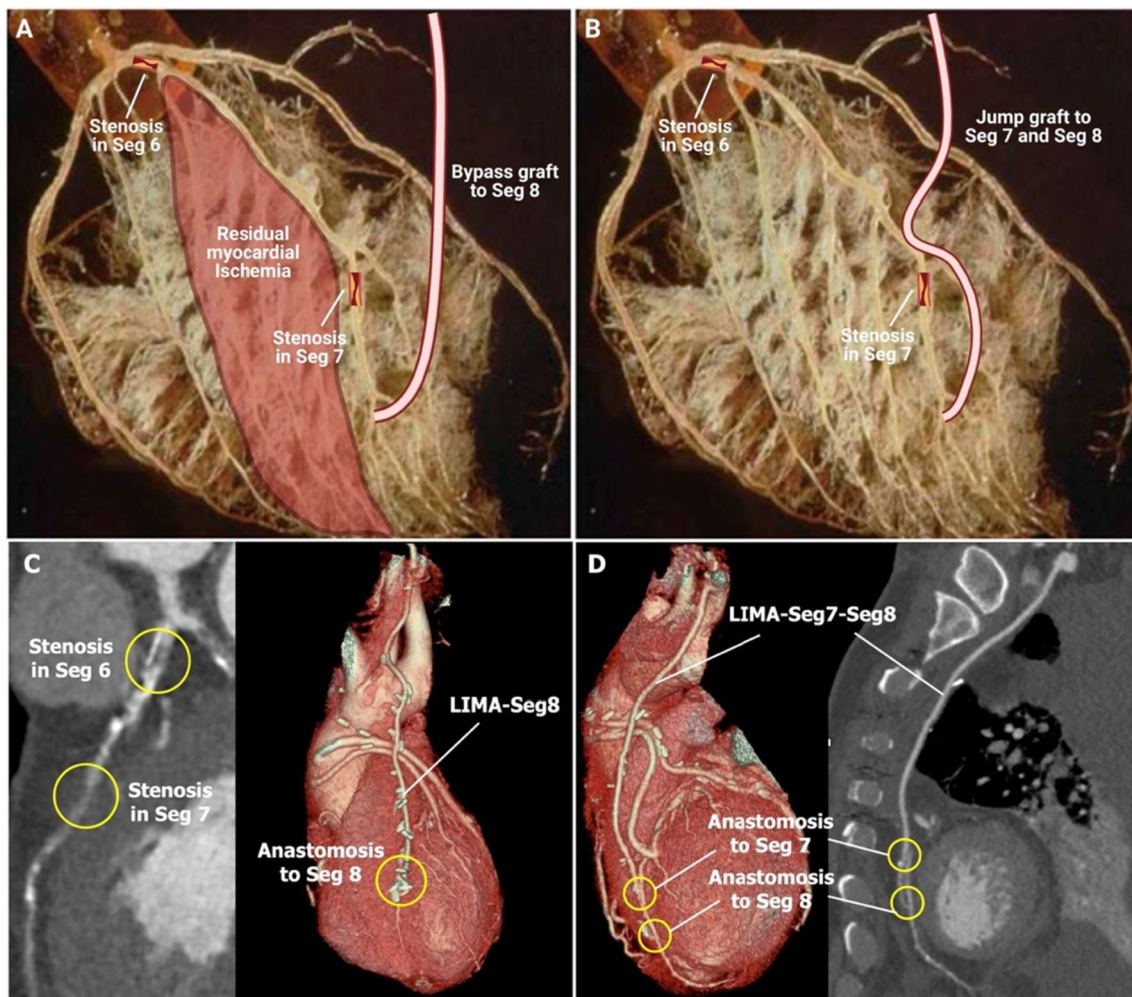 A
Stenosis
in Seg 6
Bypass graft
to Seg 8
Residual
myocardial
Ischemia
Stenosis
in Seg 7
B
Stenosis
in Seg 6
Jump graft to
Seg 7 and Seg 8
Stenosis
in Seg 7
C
Stenosis
in Seg 6
Stenosis
in Seg 7
LIMA-Seg8
Anastomosis
to Seg 8
D
LIMA-Seg7-Seg8
Anastomosis
to Seg 7
Anastomosis
to Seg 8